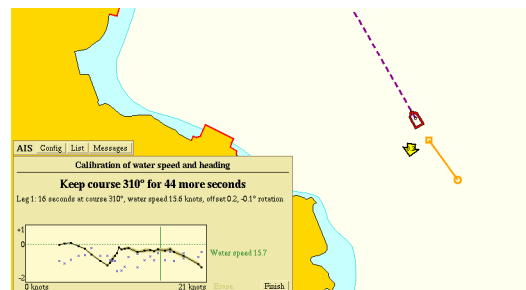 AIS Config List Messages
Calibration of water speed and heading
Keep course 310° for 44 more seconds
Leg 1: 16 seconds at course 310°, water speed 15.6 knots, offset 0.2, -0.1° rotation
+1
0
Water speed 15.7
-2
0 knots 21 knots Erase Finish